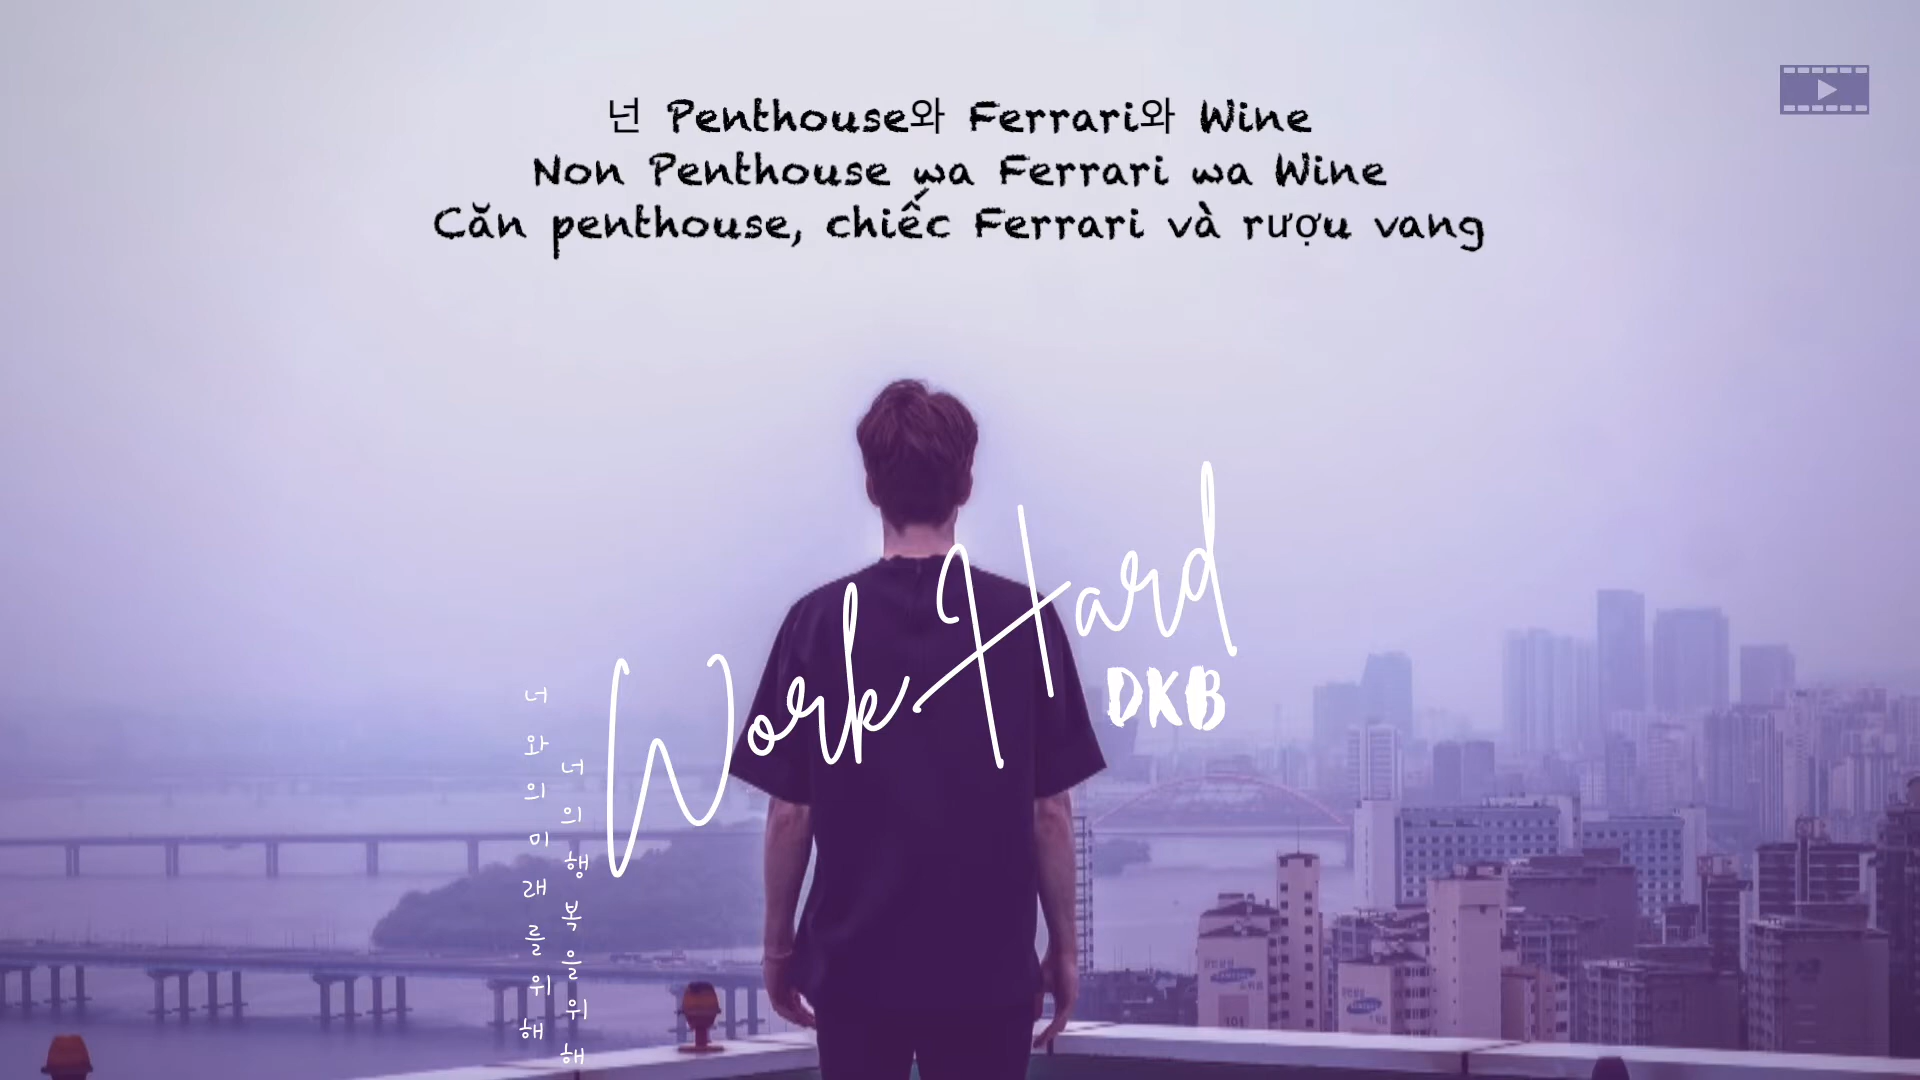 넌 Penthouse와 Ferrari와 Wine
Non Penthouse wa Ferrari wa Wine
Căn penthouse, chiếc Ferrari và rượu vang
Work Hard
DKB
너와의미래를위해
너의행복을위해
101